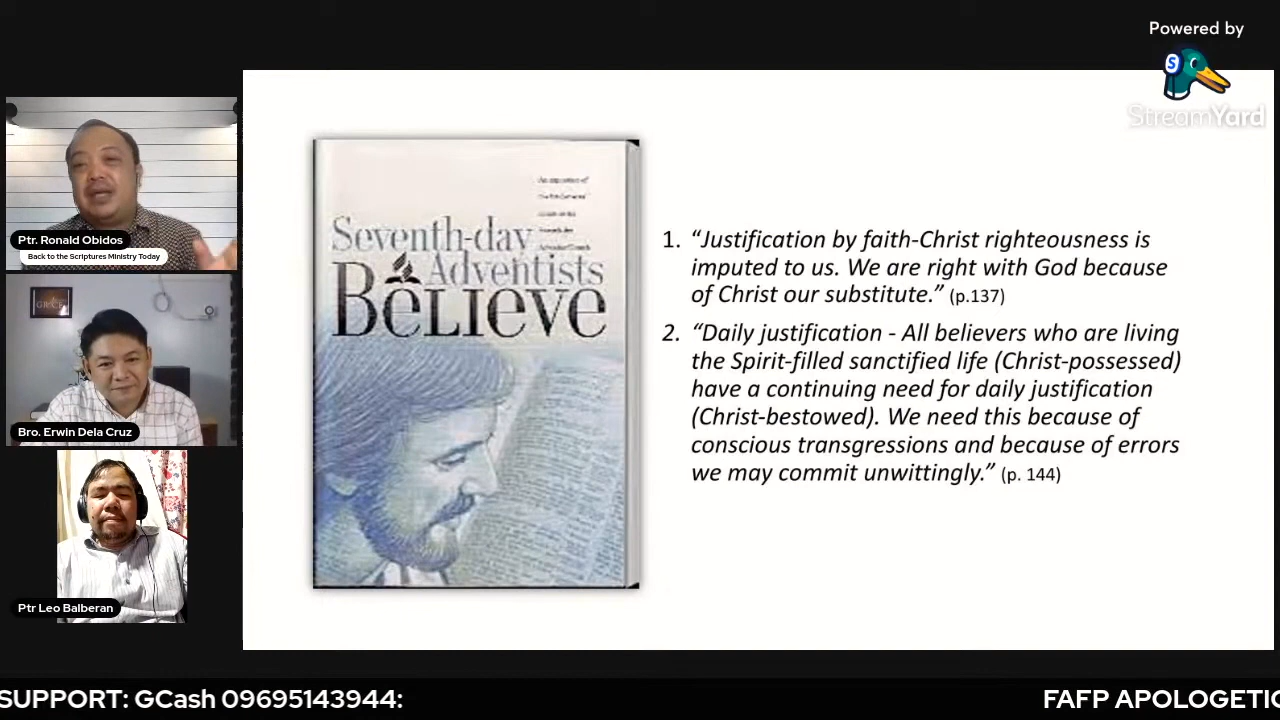 Powered by
StreamYard
Ptr. Ronald Obidos
Back to the Scriptures Ministry Today
GRACE
Bro. Erwin Dela Cruz
Ptr Leo Balberan
Seventh-day
Adventists
BELIEVE
1. “Justification by faith-Christ righteousness is
imputed to us. We are right with God because
of Christ our substitute.” (p.137)
2. “Daily justification - All believers who are living
the Spirit-filled sanctified life (Christ-possessed)
have a continuing need for daily justification
(Christ-bestowed). We need this because of
conscious transgressions and because of errors
we may commit unwittingly.” (p. 144)
SUPPORT: GCash 09695143944:
FAFP APOLOGETIC